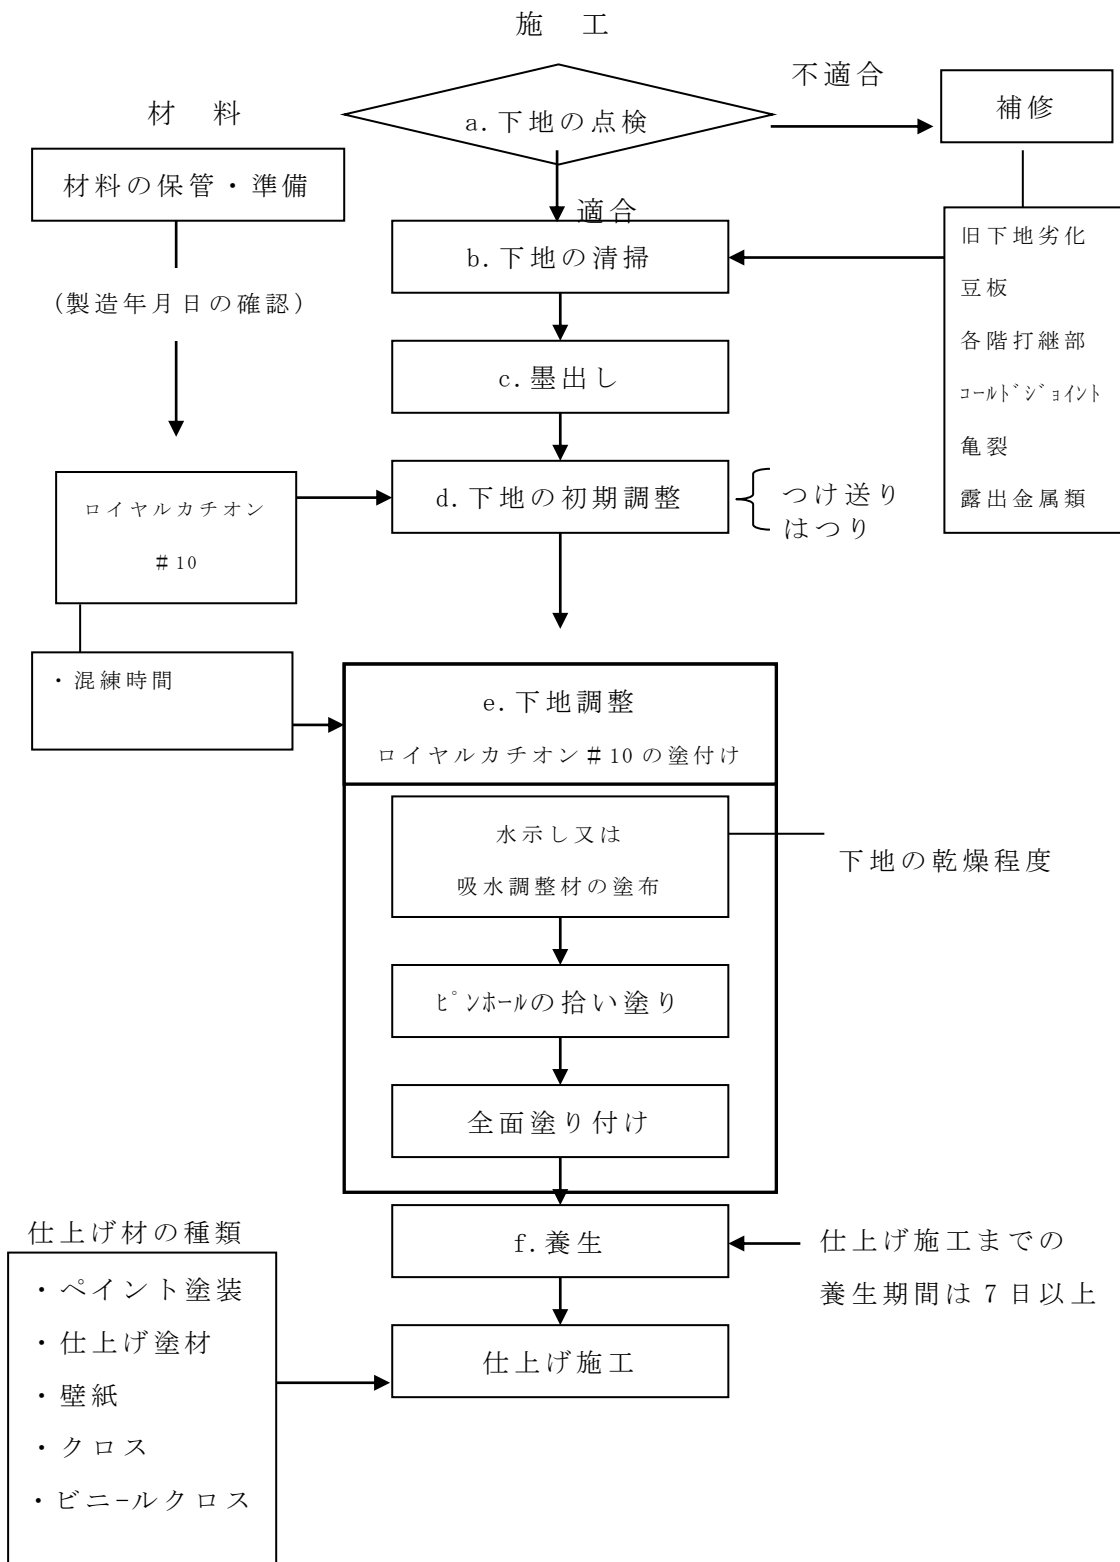 施　工
不適合
材　料
a.下地の点検
補修
材料の保管・準備
適合
b.下地の清掃
旧下地劣化
豆板
各階打継部
ｺｰﾙﾄﾞｼﾞｮｲﾝﾄ
亀裂
露出金属類
(製造年月日の確認)
c.墨出し
d.下地の初期調整
つけ送り
はつり
ロイヤルカチオン
＃10
・混練時間
e.下地調整
ロイヤルカチオン＃10の塗付け
水示し又は
吸水調整材の塗布
下地の乾燥程度
ﾋﾟﾝﾎｰﾙの拾い塗り
全面塗り付け
f.養生
仕上げ施工までの
養生期間は７日以上
仕上げ材の種類
・ペイント塗装
・仕上げ塗材
・壁紙
・クロス
・ビニ-ルクロス
仕上げ施工